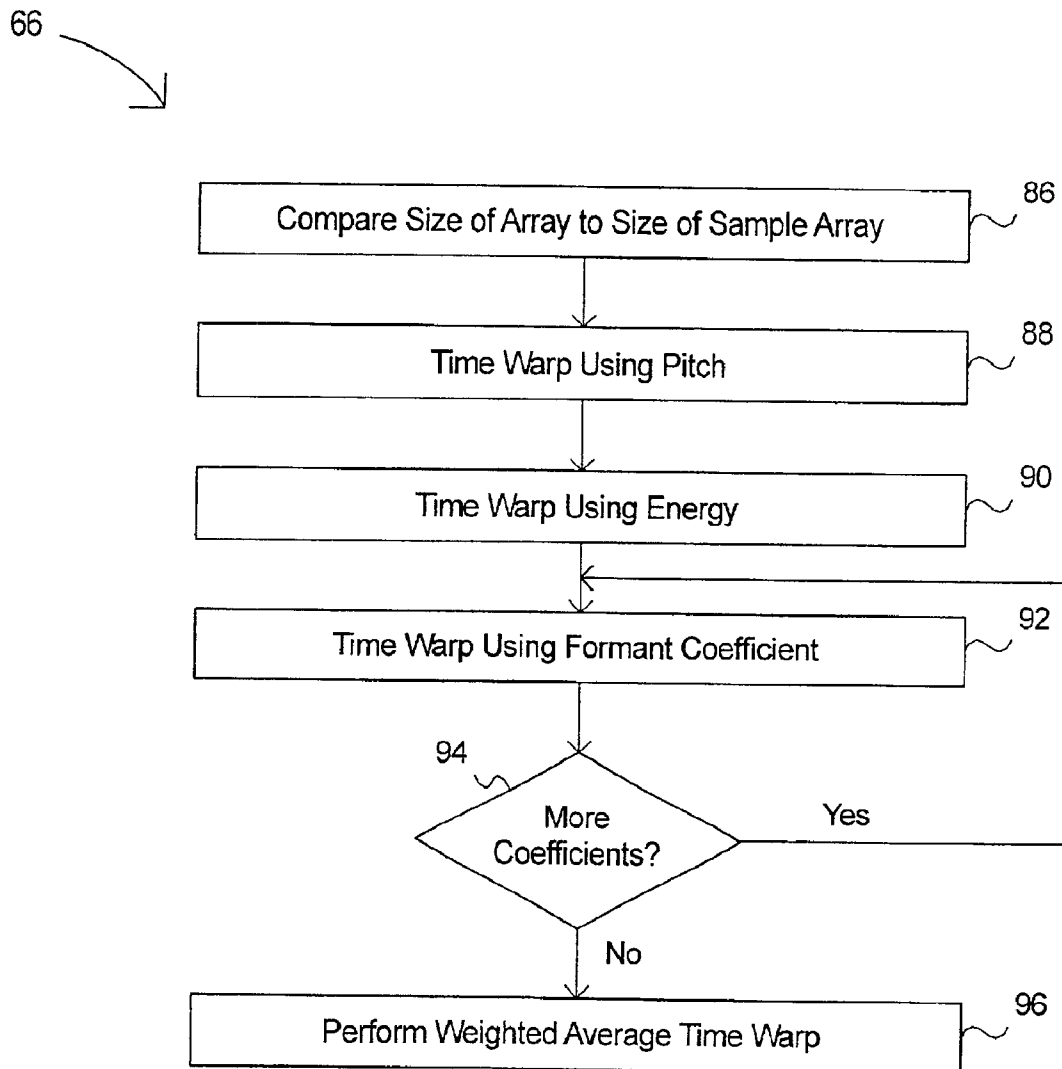 66
Compare Size of Array to Size of Sample Array
86
Time Warp Using Pitch
88
Time Warp Using Energy
90
Time Warp Using Formant Coefficient
92
94
More
Coefficients?
Yes
No
Perform Weighted Average Time Warp
96